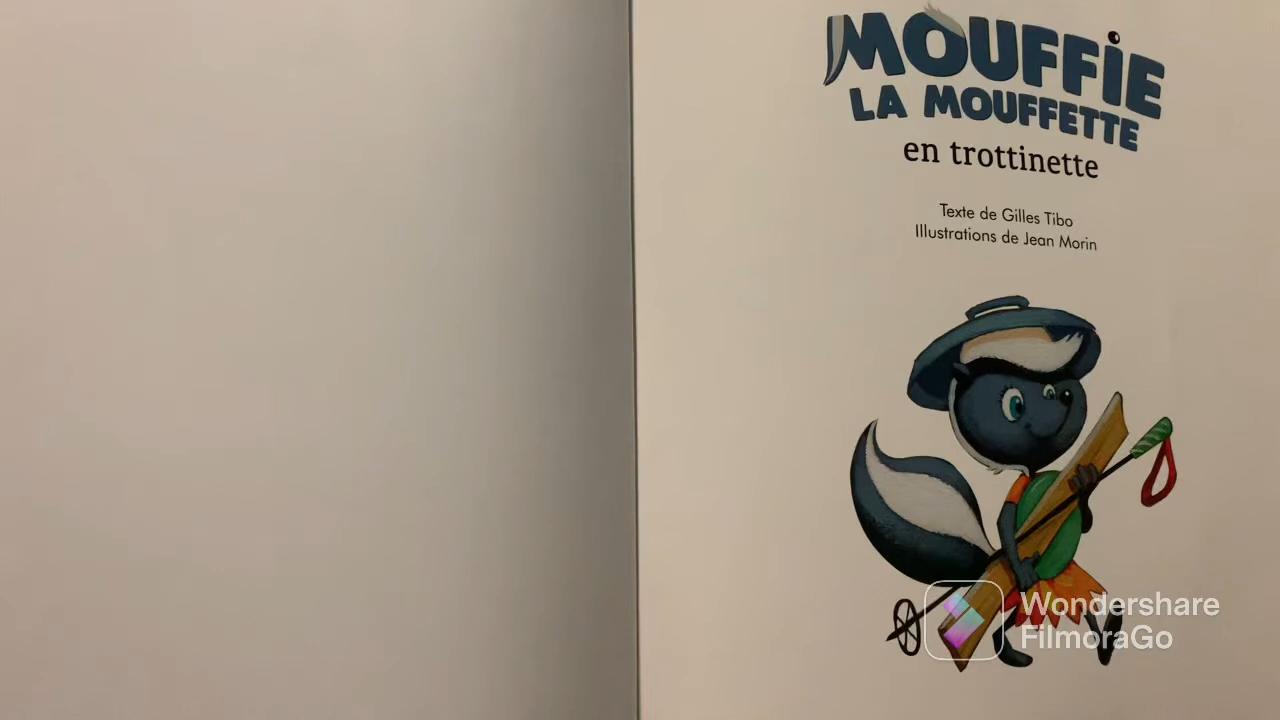 MOUFFIE
LA MOUFFETTE
en trottinette
Texte de Gilles Tibo
Illustrations de Jean Morin
Wondershare
FilmoraGo